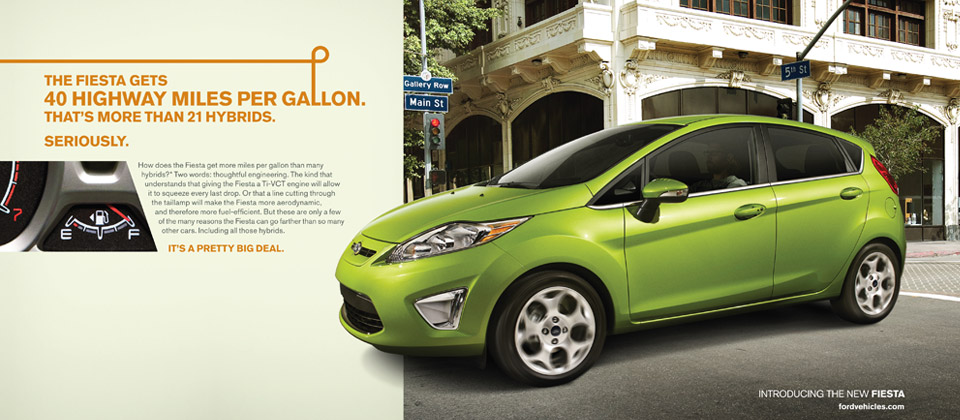 THE FIESTA GETS
40 HIGHWAY MILES PER GALLON.
THAT'S MORE THAN 21 HYBRIDS.
SERIOUSLY.
How does the Fiesta get more miles per gallon than many
hybrids?* Two words: thoughtful engineering. The kind that
understands that giving the Fiesta a Ti-VCT engine will allow
it to squeeze every last drop. Or that a line cutting through
the taillamp will make the Fiesta more aerodynamic,
and therefore more fuel-efficient. But these are only a few
of the many reasons the Fiesta can go farther than so many
other cars. Including all those hybrids.
IT'S A PRETTY BIG DEAL.
7
E F
Gallery Row
Main St
5th St
Ford
INTRODUCING THE NEW FIESTA
fordvehicles.com